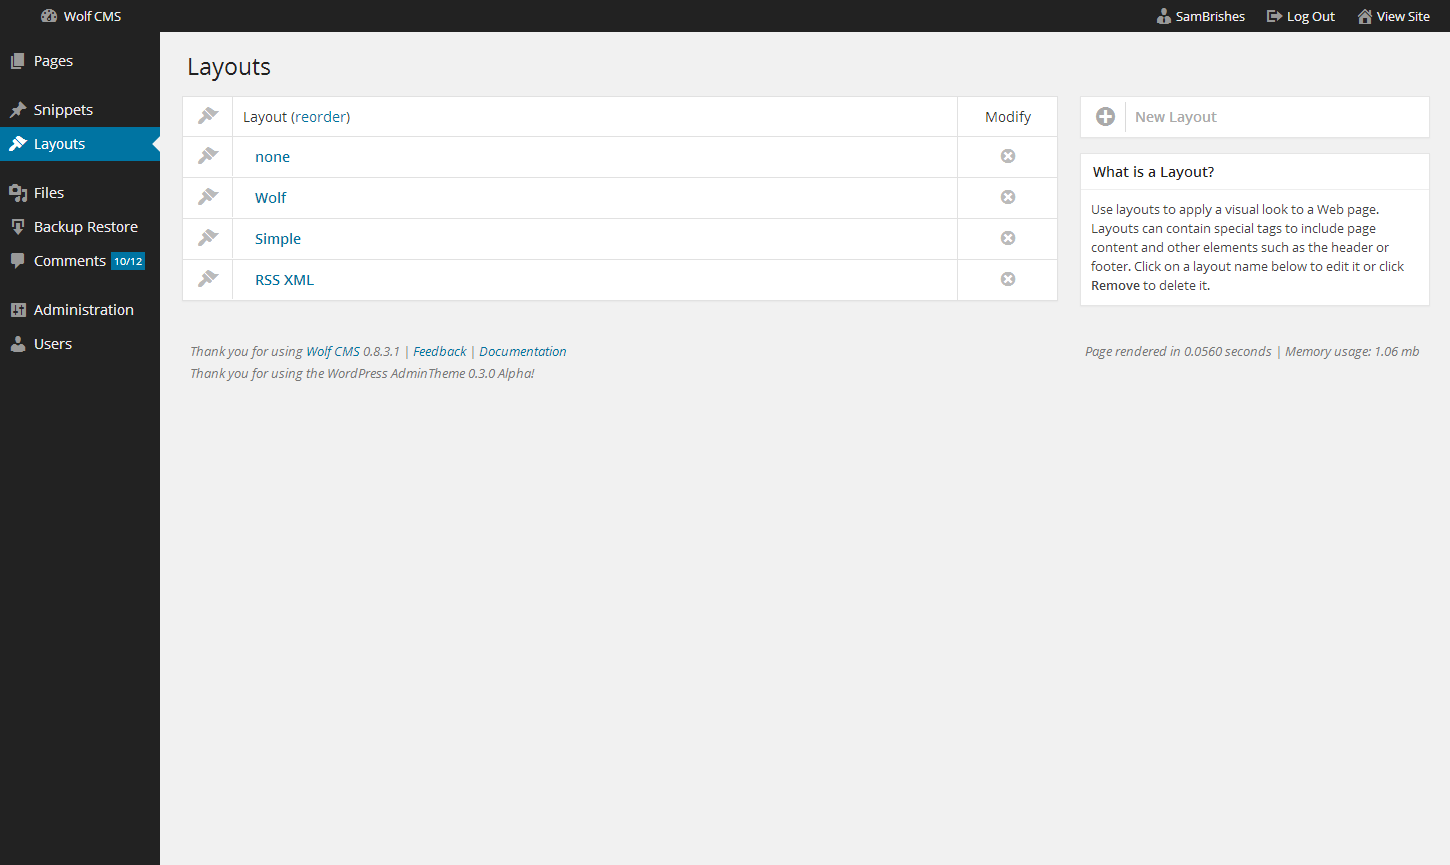 Wolf CMS
SamBrishes
Log Out
View Site
Pages
Snippets
Layouts
Files
Backup Restore
Comments 10/12
Administration
Users
Layouts
Layout (reorder)
Modify
none
Wolf
Simple
RSS XML
New Layout
What is a Layout?
Use layouts to apply a visual look to a Web page.
Layouts can contain special tags to include page
content and other elements such as the header or
footer. Click on a layout name below to edit it or click
Remove to delete it.
Thank you for using Wolf CMS 0.8.3.1 | Feedback | Documentation
Thank you for using the WordPress AdminTheme 0.3.0 Alpha!
Page rendered in 0.0560 seconds | Memory usage: 1.06 mb